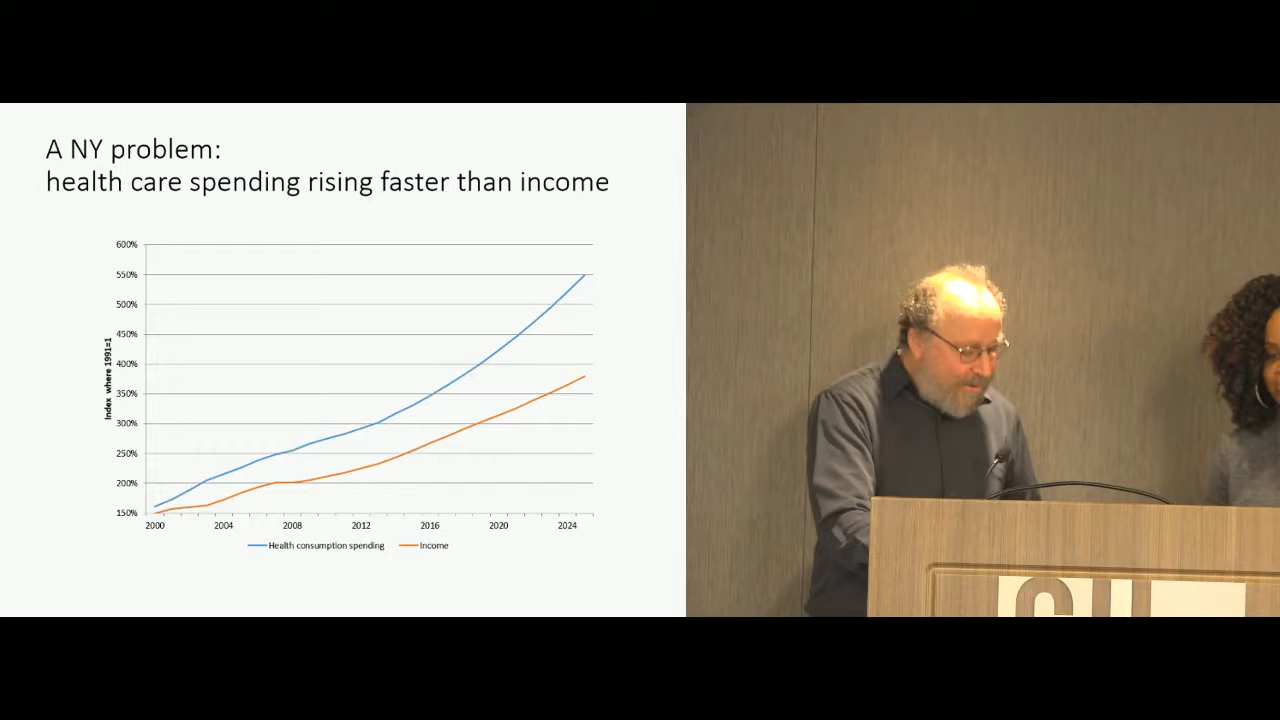 A NY problem:
health care spending rising faster than income
600%
550%
500%
450%
400%
350%
300%
250%
200%
150%
Index where 1991=1
2000 2004 2008 2012 2016 2020 2024
Health consumption spending Income